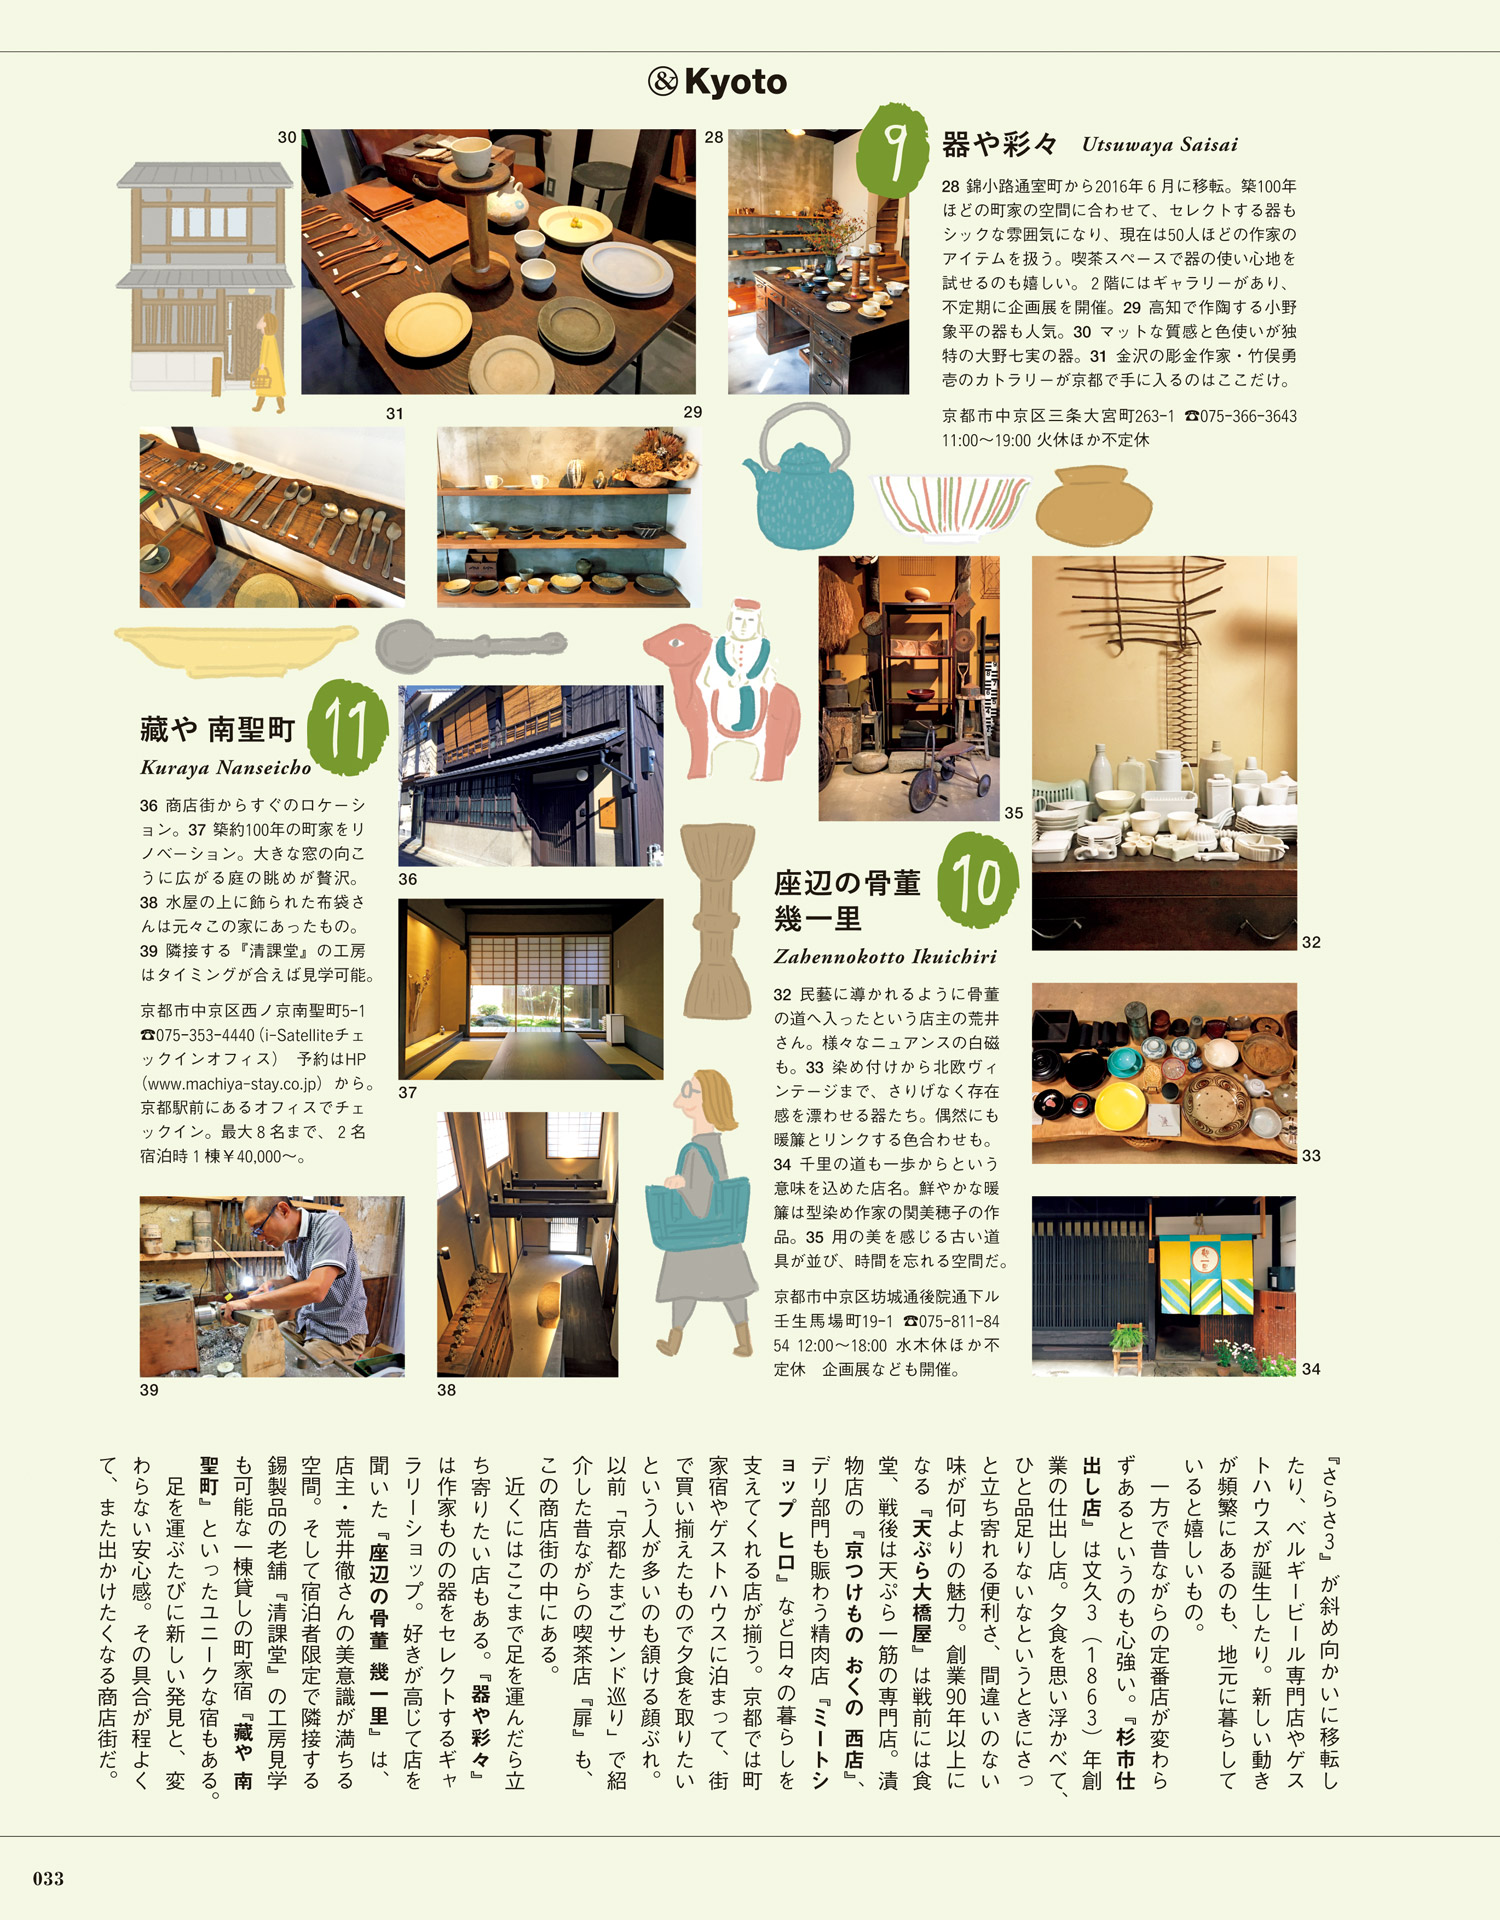 & Kyoto
30
28
9
器や彩々 Utsuwaya Saisai
28 錦小路通室町から2016年6月に移転。築100年
ほどの町家の空間に合わせて、セレクトする器も
シックな雰囲気になり、現在は50人ほどの作家の
アイテムを扱う。喫茶スペースで器の使い心地を
試せるのも嬉しい。2階にはギャラリーがあり、
不定期に企画展を開催。29 高知で作陶する小野
象平の器も人気。30 マットな質感と色使いが独
特の大野七実の器。31 金沢の彫金作家・竹俣勇
壱のカトラリーが京都で手に入るのはここだけ。
京都市中京区三条大宮町263-1 ☎075-366-3643
11:00〜19:00 火休ほか不定休
31
29
11
藏や 南聖町
Kuraya Nanseicho
36 商店街からすぐのロケーシ
ョン。37 築約100年の町家をリ
ノベーション。大きな窓の向こ
うに広がる庭の眺めが贅沢。
38 水屋の上に飾られた布袋さ
んは元々この家にあったもの。
39 隣接する『清課堂』の工房
はタイミングが合えば見学可能。
京都市中京区西ノ京南聖町5-1
☎075-353-4440(i-Satelliteチェ
ックインオフィス) 予約はHP
(www.machiya-stay.co.jp)から。
京都駅前にあるオフィスでチェ
ックイン。最大8名まで、2名
宿泊時1棟¥40,000〜。
36
37
39
38
35
10
座辺の骨董
幾一里
Zahennokotto Ikuichiri
32 民藝に導かれるように骨董
の道へ入ったという店主の荒井
さん。様々なニュアンスの白磁
も。33 染め付けから北欧ヴィ
ンテージまで、さりげなく存在
感を漂わせる器たち。偶然にも
暖簾とリンクする色合わせも。
34 千里の道も一歩からという
意味を込めた店名。鮮やかな暖
簾は型染め作家の関美穂子の作
品。35 用の美を感じる古い道
具が並び、時間を忘れる空間だ。
京都市中京区坊城通後院通下ル
壬生馬場町19-1 ☎075-811-84
54 12:00〜18:00 水木休ほか不
定休 企画展なども開催。
32
33
34
『さらさ3』が斜め向かいに移転し
たり、ベルギービール専門店やゲス
トハウスが誕生したり。新しい動き
が頻繁にあるのも、地元に暮らして
いると嬉しいもの。
一方で昔ながらの定番店が変わら
ずあるというのも心強い。『杉市仕
出し店』は文久3(1863)年創
業の仕出し店。夕食を思い浮かべて、
ひと品足りないなというときにさっ
と立ち寄れる便利さ、間違いのない
味が何よりの魅力。創業90年以上に
なる『天ぷら大橋屋』は戦前には食
堂、戦後は天ぷら一筋の専門店。漬
物店の『京つけもの おくの 西店』、
デリ部門も賑わう精肉店『ミートシ
ョップ ヒロ』など日々の暮らしを
支えてくれる店が揃う。京都では町
家宿やゲストハウスに泊まって、街
で買い揃えたもので夕食を取りたい
という人が多いのも頷ける顔ぶれ。
以前「京都たまごサンド巡り」で紹
介した昔ながらの喫茶店『扉』も、
この商店街の中にある。
近くにはここまで足を運んだら立
ち寄りたい店もある。『器や彩々』
は作家ものの器をセレクトするギャ
ラリーショップ。好きが高じて店を
開いた『座辺の骨董 幾一里』は、
店主・荒井徹さんの美意識が満ちる
空間。そして宿泊者限定で隣接する
錫製品の老舗『清課堂』の工房見学
も可能な一棟貸しの町家宿『藏や 南
聖町』といったユニークな宿もある。
足を運ぶたびに新しい発見と、変
わらない安心感。その具合が程よく
て、また出かけたくなる商店街だ。
033